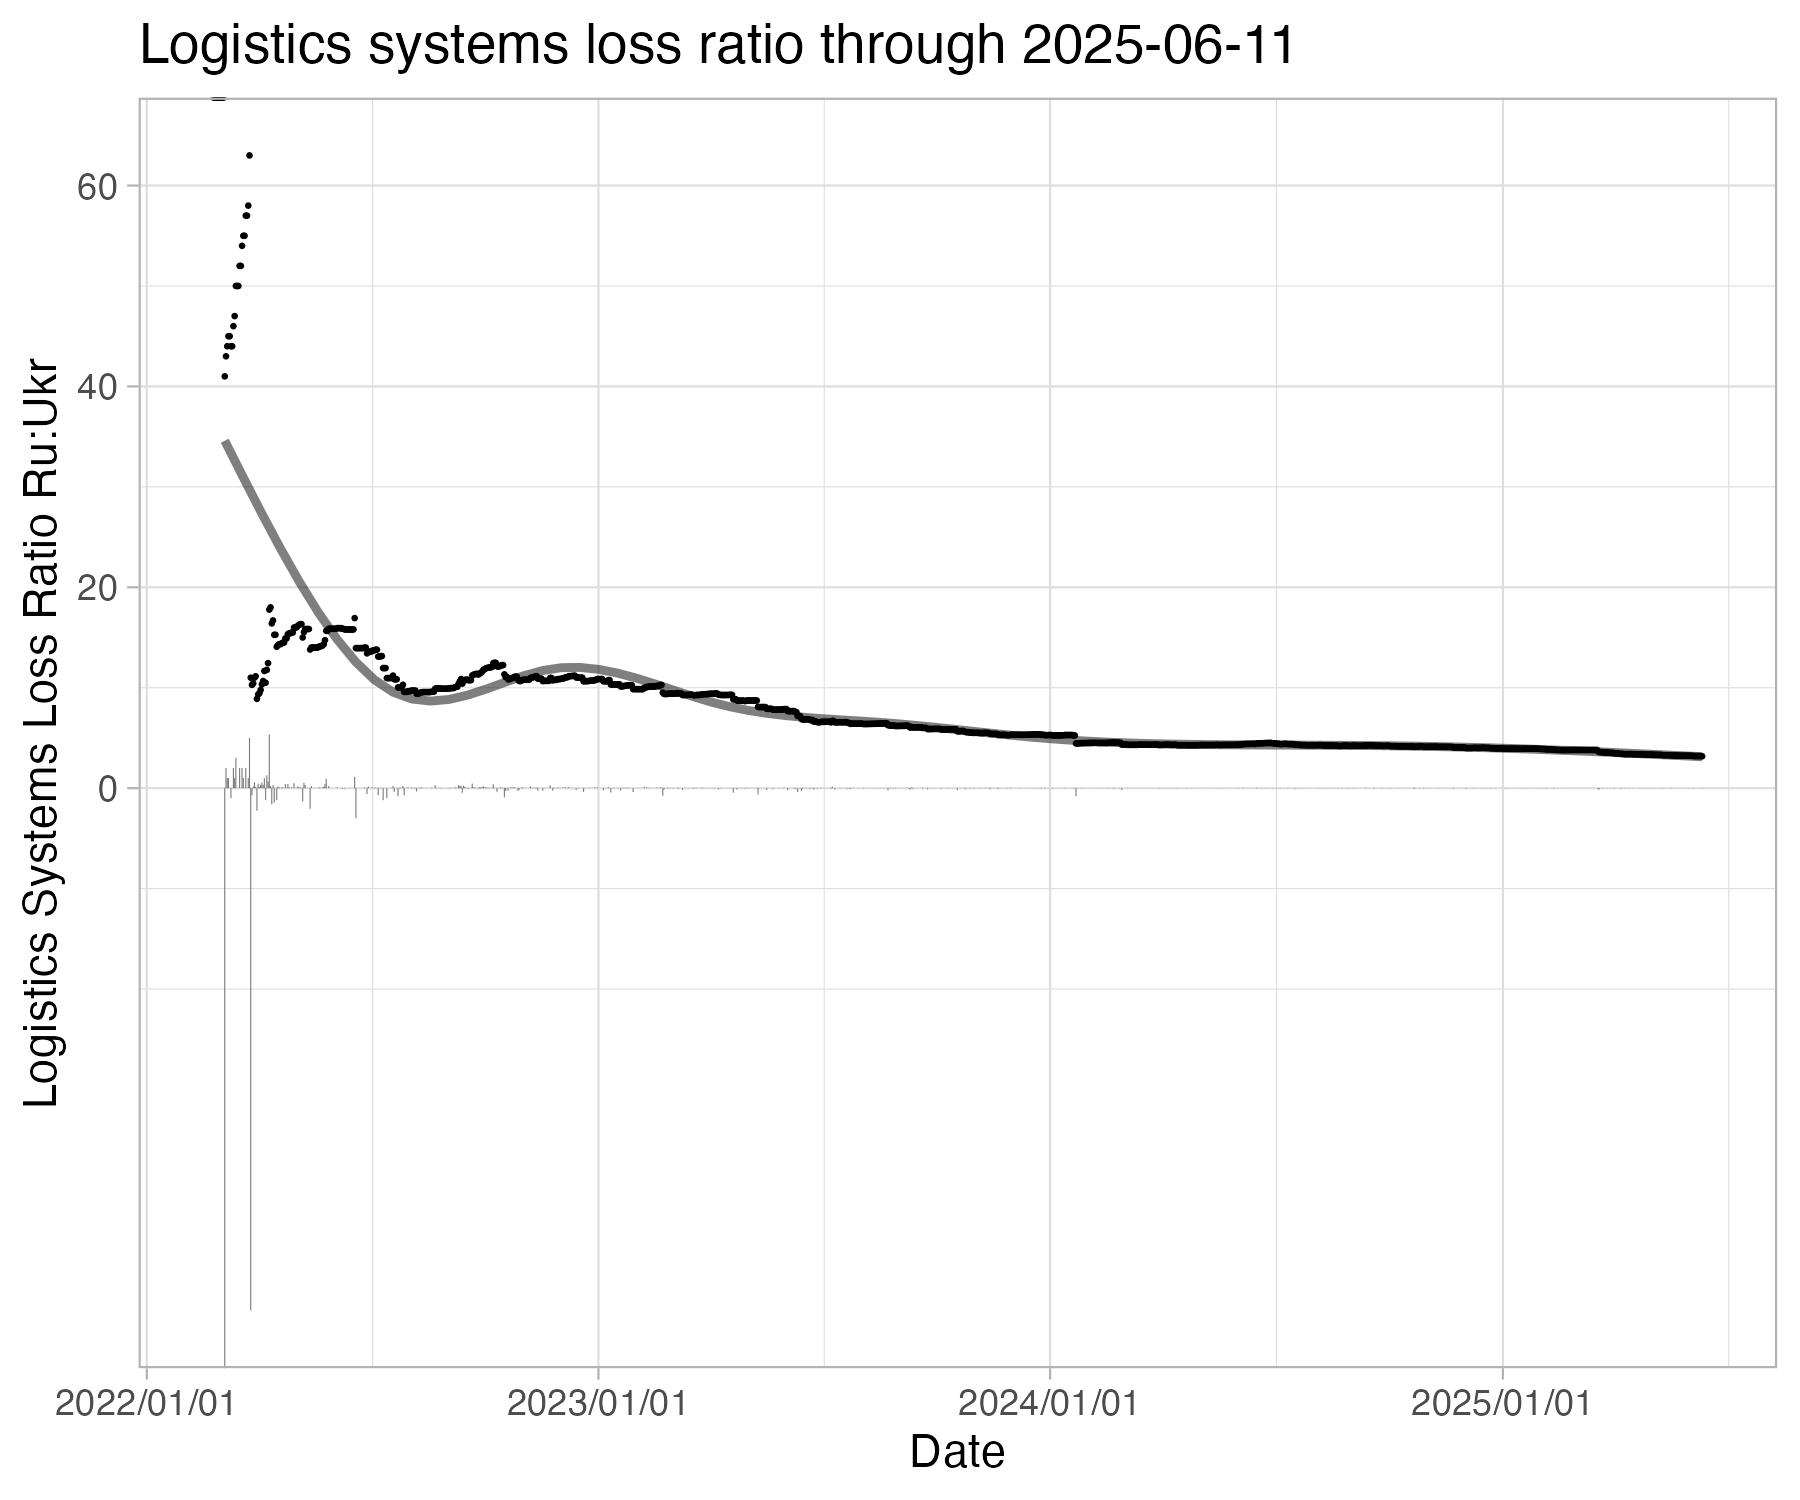 Logistics systems loss ratio through 2025-06-11
Logistics Systems Loss Ratio Ru:Ukr
60
40
20
0
2022/01/01
2023/01/01
2024/01/01
2025/01/01
Date